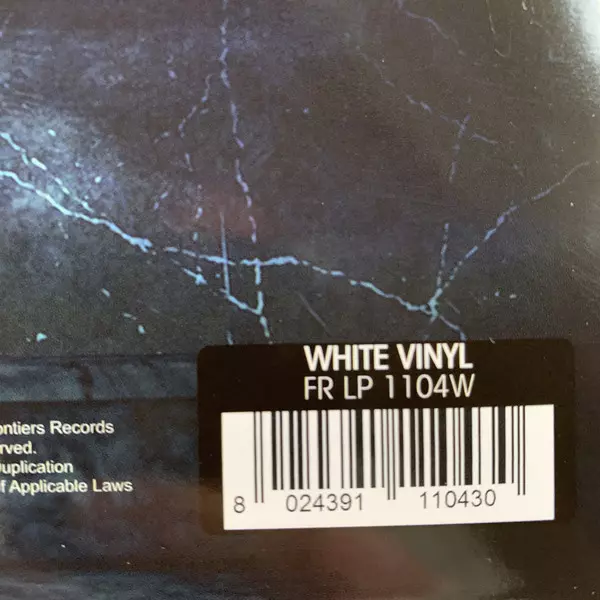 WHITE VINYL
FR LP 1104W
ontiers Records
rved.
Duplication
f Applicable Laws
8 024391 110430